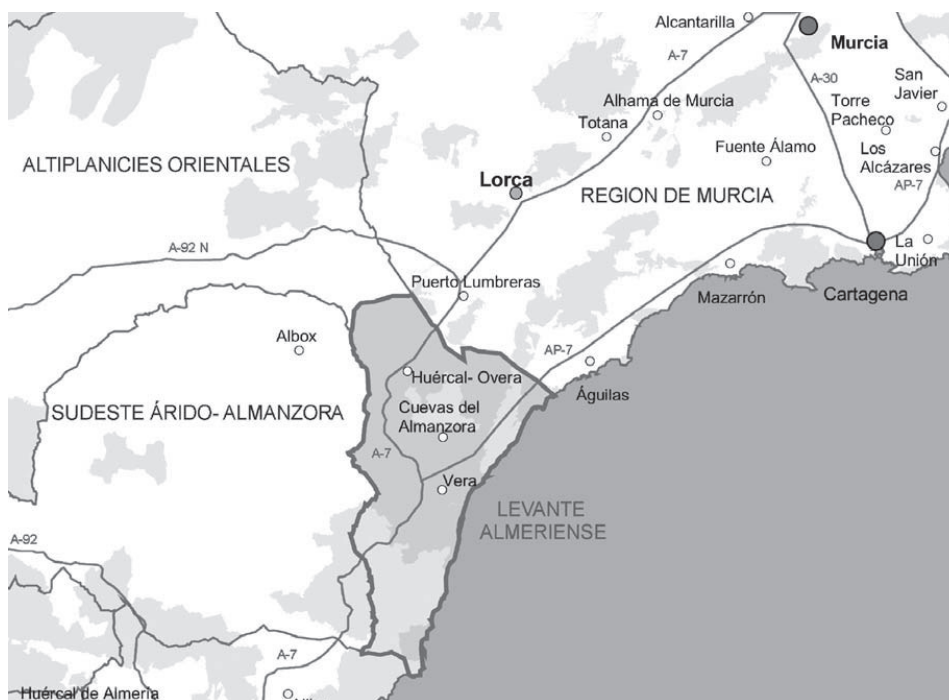 Alcantarilla
Murcia
A-7
A-30
San
Javier
Alhama de Murcia
Torre
Pacheco
Totana
ALTIPLANICIES ORIENTALES
Fuente Álamo
Los
Alcázares
Lorca
REGION DE MURCIA
AP-7
A-92 N
La
Unión
Puerto Lumbreras
Mazarrón
Cartagena
Albox
AP-7
Huércal- Overa
Águilas
SUDESTE ÁRIDO- ALMANZORA
Cuevas del
Almanzora
A-7
Vera
LEVANTE
ALMERIENSE
A-92
A-7
Huércal de Almería